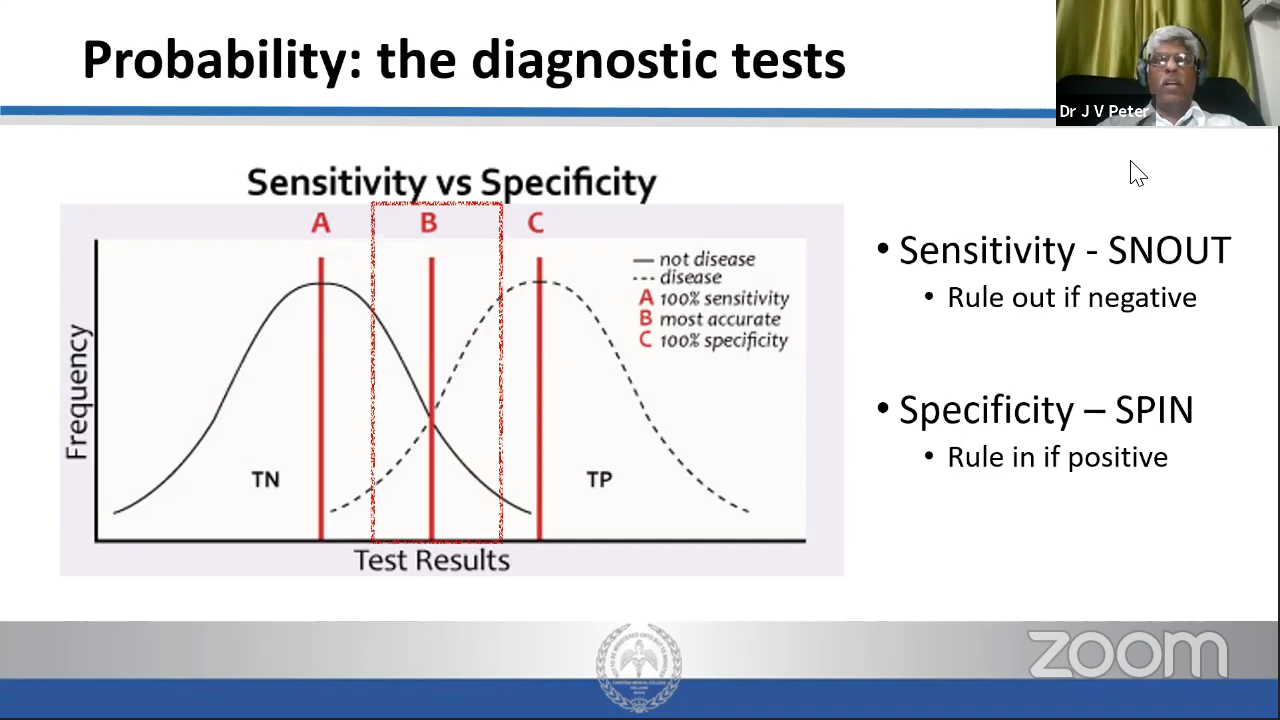 Probability: the diagnostic tests
Dr J V Peter
Sensitivity vs Specificity
A B C
not disease
disease
A 100% sensitivity
B most accurate
C 100% specificity
Frequency
TN
TP
Test Results
• Sensitivity - SNOUT
• Rule out if negative
• Specificity – SPIN
• Rule in if positive
zoom